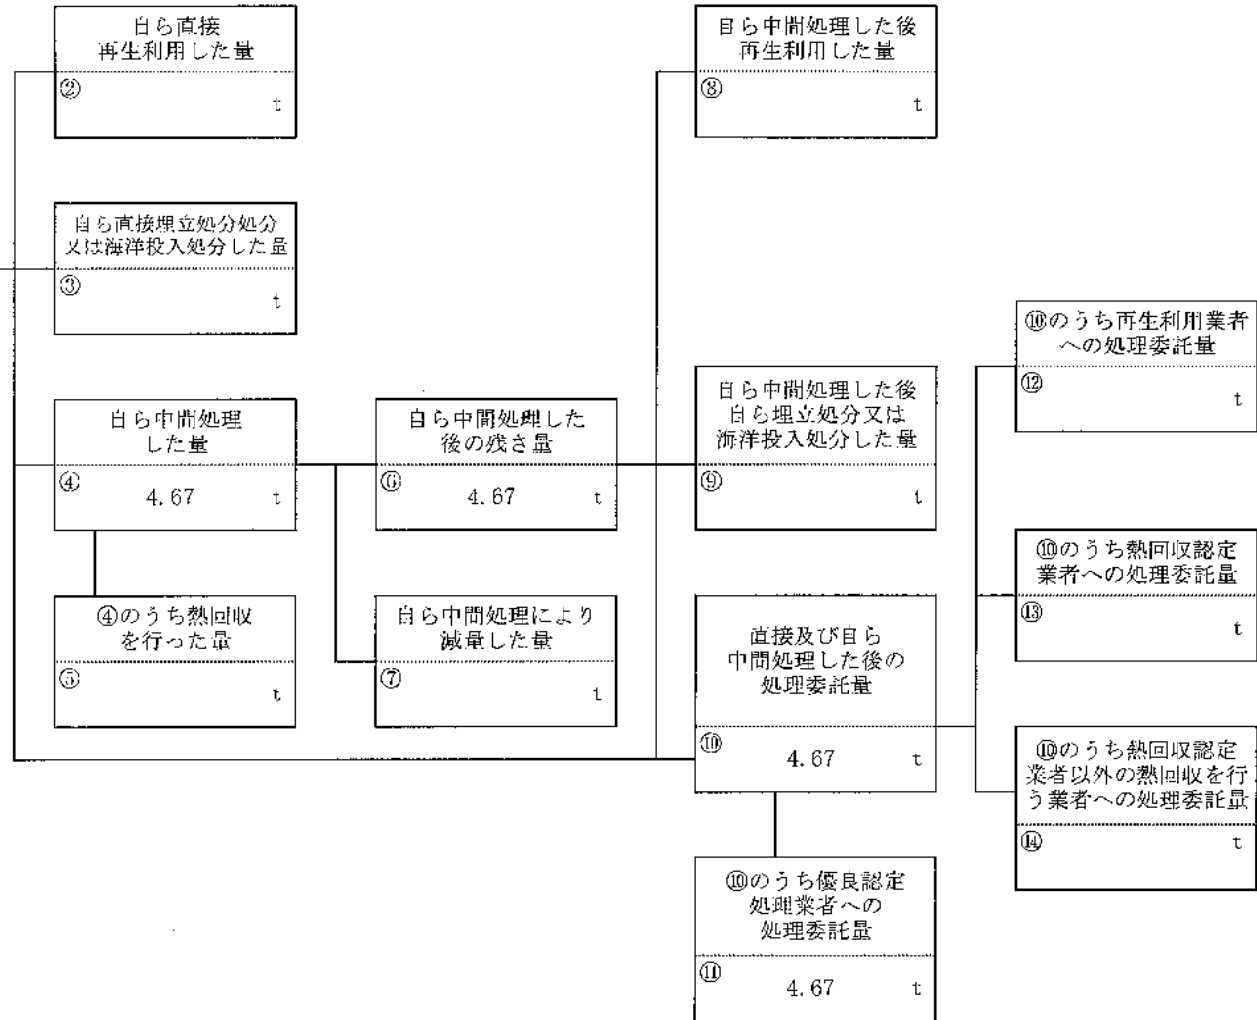 自ら直接
再生利用した量
②
t
自ら中間処理した後
再生利用した量
⑧
t
自ら直接埋立処分処分
又は海洋投入処分した量
③
t
⑩のうち再生利用業者
への処理委託量
⑫
t
自ら中間処理
した量
④ 4.67 t
自ら中間処理した
後の残さ量
⑥ 4.67 t
自ら中間処理した後
自ら埋立処分又は
海洋投入処分した量
⑨
t
⑩のうち熱回収認定
業者への処理委託量
⑬
t
④のうち熱回収
を行った量
⑤
t
自ら中間処理により
減量した量
⑦
t
直接及び自ら
中間処理した後の
処理委託量
⑩ 4.67 t
⑩のうち熱回収認定
業者以外の熱回収を行
う業者への処理委託量
⑭
t
⑩のうち優良認定
処理業者への
処理委託量
⑪ 4.67 t